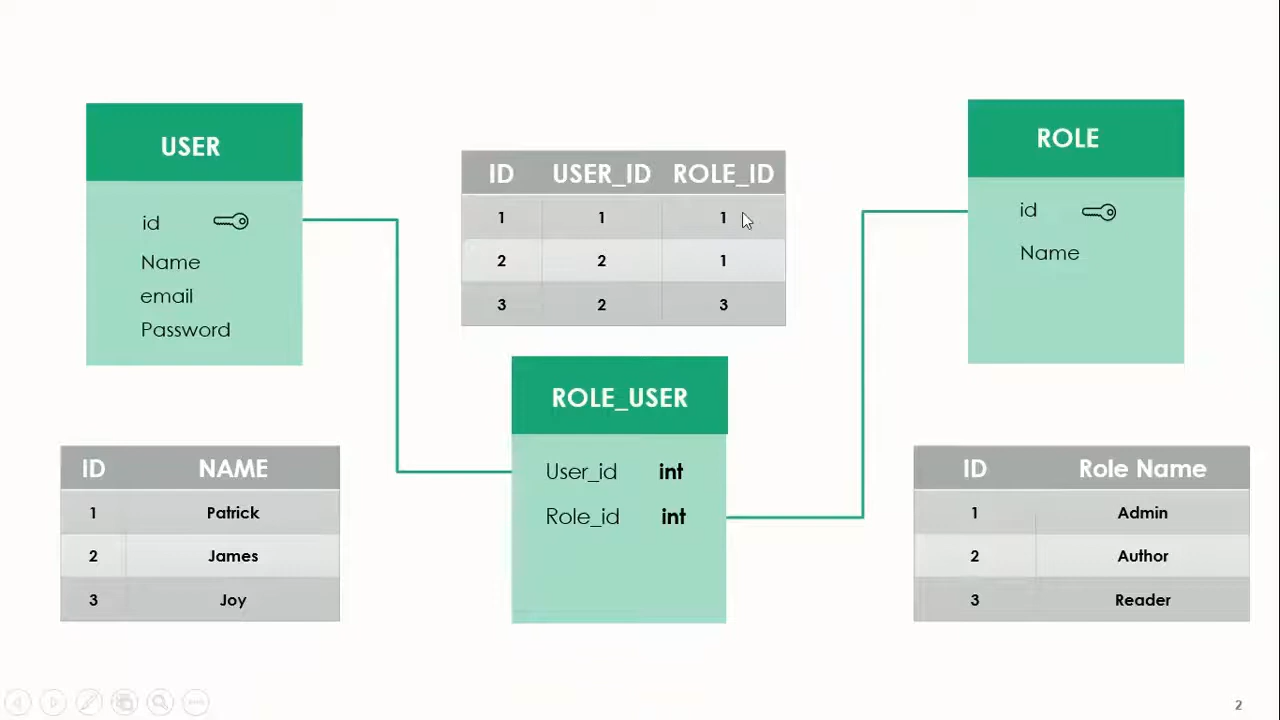 USER
id
Name
email
Password
ID USER_ID ROLE_ID
1 1 1
2 2 1
3 2 3
ROLE
id
Name
ROLE_USER
User_id int
Role_id int
ID NAME
1 Patrick
2 James
3 Joy
ID Role Name
1 Admin
2 Author
3 Reader
2